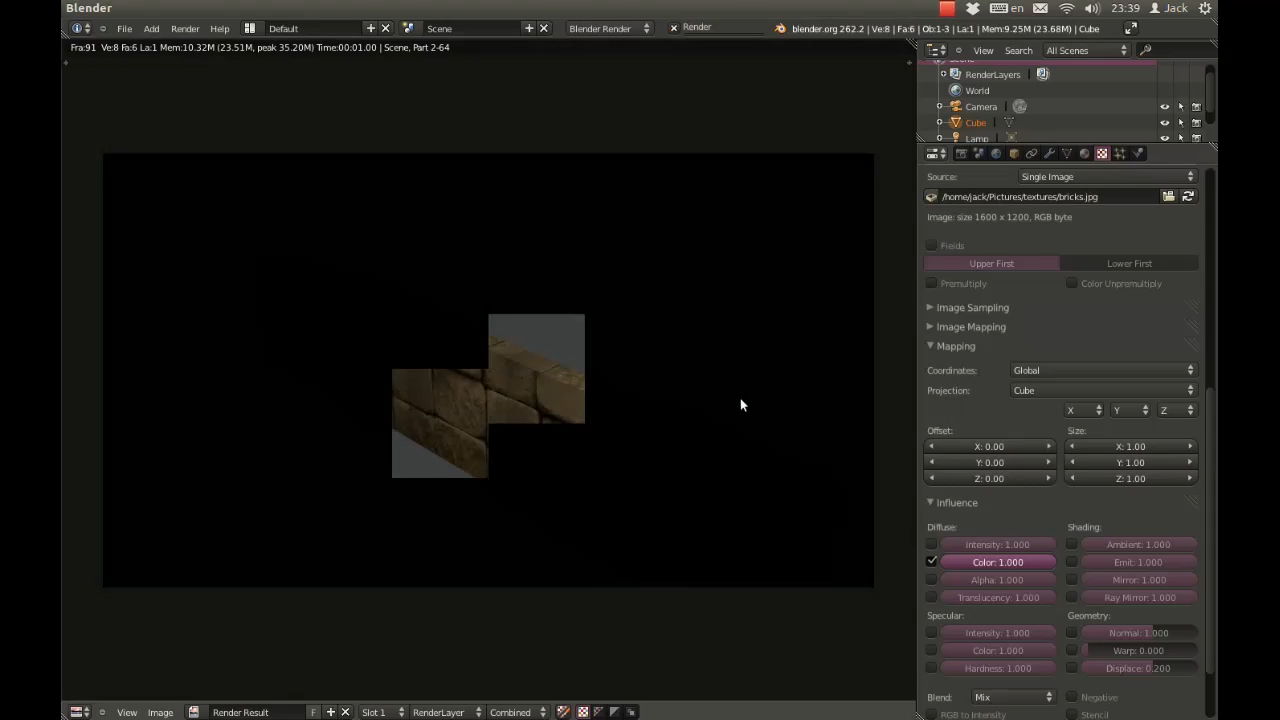 Blender
en
23:39
Jack
File Add Render Help
Default
Scene
Blender Render
Render
blender.org 262.2 | Ve:8 | Fa:6 | Ob:1-3 | La:1 | Mem:9.25M (23.68M) | Cube
Fra:91 Ve:8 Fa:6 La:1 Mem:10.32M (23.51M, peak 35.20M) Time:00:01.00 | Scene, Part 2-64
View Search All Scenes
RenderLayers
World
Camera
Cube
Lamp
Source: Single Image
/home/jack/Pictures/textures/bricks.jpg
Image: size 1600 x 1200, RGB byte
Fields
Upper First Lower First
Premultiply Color Unpremultiply
Image Sampling
Image Mapping
Mapping
Coordinates: Global
Projection: Cube
X Y Z
Offset: Size:
X: 0.00 X: 1.00
Y: 0.00 Y: 1.00
Z: 0.00 Z: 1.00
Influence
Diffuse: Shading:
Intensity: 1.000 Ambient: 1.000
Color: 1.000 Emit: 1.000
Alpha: 1.000 Mirror: 1.000
Translucency: 1.000 Ray Mirror: 1.000
Specular: Geometry:
Intensity: 1.000 Normal: 1.000
Color: 1.000 Warp: 0.000
Hardness: 1.000 Displace: 0.200
Blend: Mix Negative
RGB to Intensity Stencil
View Image Render Result F Slot 1 RenderLayer Combined